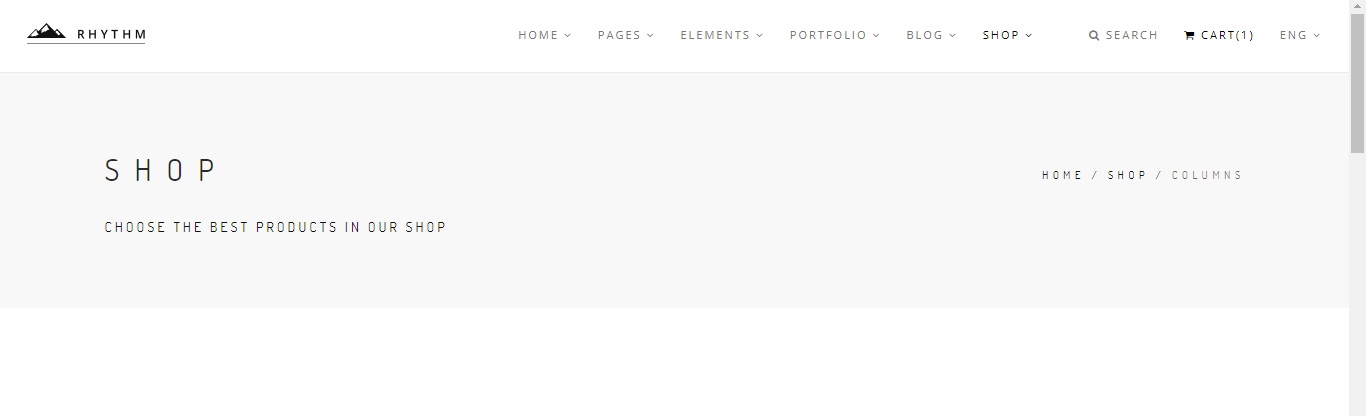 RHYTHM
HOME PAGES ELEMENTS PORTFOLIO BLOG SHOP SEARCH CART(1) ENG
SHOP
HOME / SHOP / COLUMNS
CHOOSE THE BEST PRODUCTS IN OUR SHOP